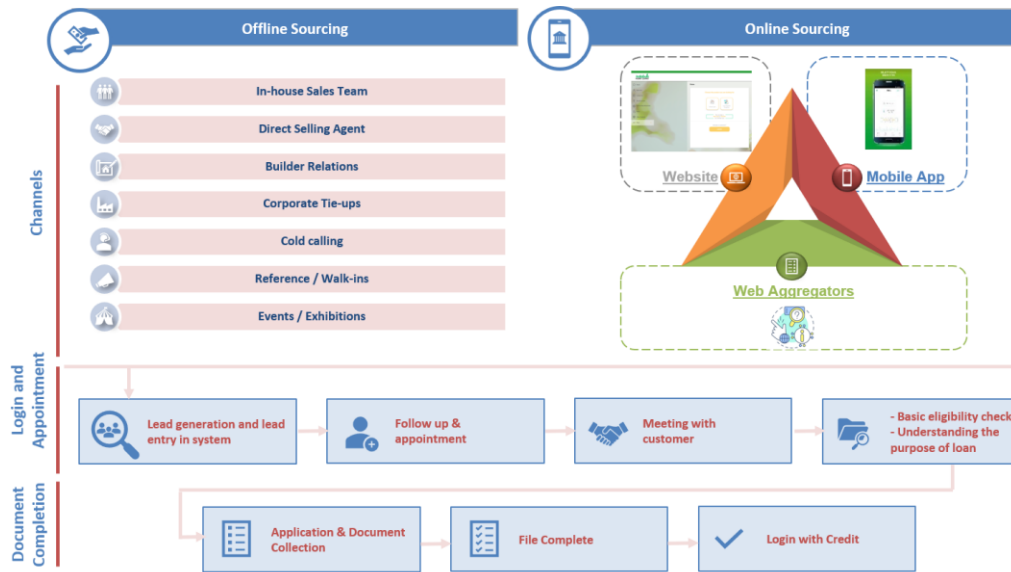 Offline Sourcing
Online Sourcing
Channels
In-house Sales Team
Direct Selling Agent
Builder Relations
Corporate Tie-ups
Cold calling
Reference / Walk-ins
Events / Exhibitions
Website
Mobile App
Web Aggregators
Login and
Appointment
Lead generation and lead
entry in system
Follow up &
appointment
Meeting with
customer
- Basic eligibility check
- Understanding the
purpose of loan
Document
Completion
Application & Document
Collection
File Complete
Login with Credit